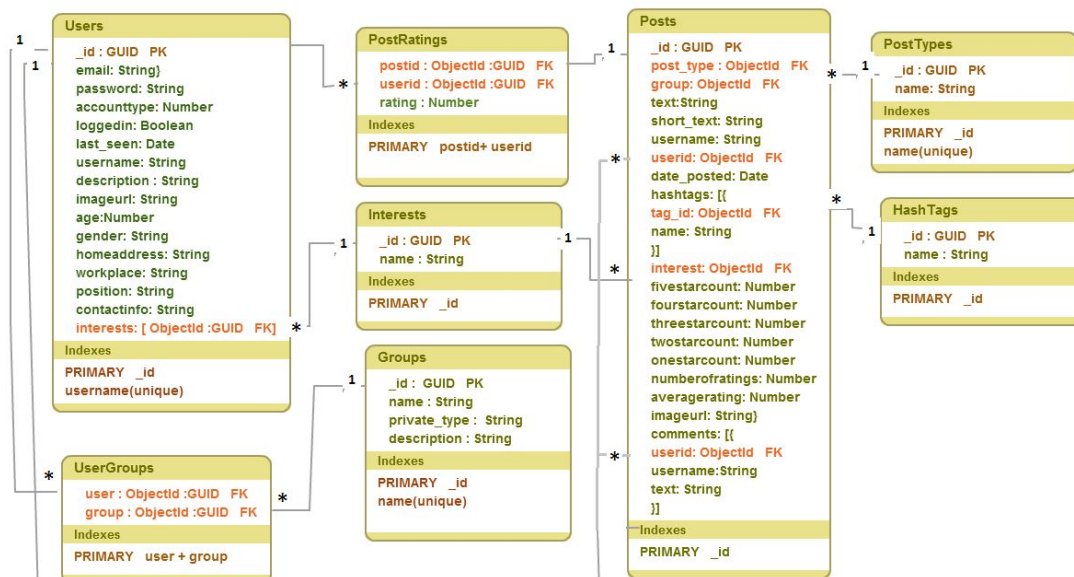 Users
_id : GUID PK
email: String}
password: String
accounttype: Number
loggedin: Boolean
last_seen: Date
username: String
description : String
imageurl: String
age:Number
gender: String
homeaddress: String
workplace: String
position: String
contactinfo: String
interests: [ ObjectId :GUID FK]
Indexes
PRIMARY _id
username(unique)
1
1
*
PostRatings
postid : ObjectId :GUID FK
userid : ObjectId :GUID FK
rating : Number
Indexes
PRIMARY postid+ userid
*
1
Interests
_id : GUID PK
name : String
Indexes
PRIMARY _id
1
*
1
*
Groups
_id : GUID PK
name : String
private_type : String
description : String
Indexes
PRIMARY _id
name(unique)
1
*
UserGroups
user : ObjectId :GUID FK
group : ObjectId :GUID FK
Indexes
PRIMARY user + group
Posts
_id : GUID PK
post_type : ObjectId FK
group: ObjectId FK
text:String
short_text: String
username: String
userid: ObjectId FK
date_posted: Date
hashtags: [{
tag_id: ObjectId FK
name: String
}]
interest: ObjectId FK
fivestarcount: Number
fourstarcount: Number
threestarcount: Number
twostarcount: Number
onestarcount: Number
numberofratings: Number
averagerating: Number
imageurl: String}
comments: [{
userid: ObjectId FK
username:String
text: String
}]
Indexes
PRIMARY _id
*
*
*
1
PostTypes
_id : GUID PK
name: String
Indexes
PRIMARY _id
name(unique)
*
1
HashTags
_id : GUID PK
name : String
Indexes
PRIMARY _id